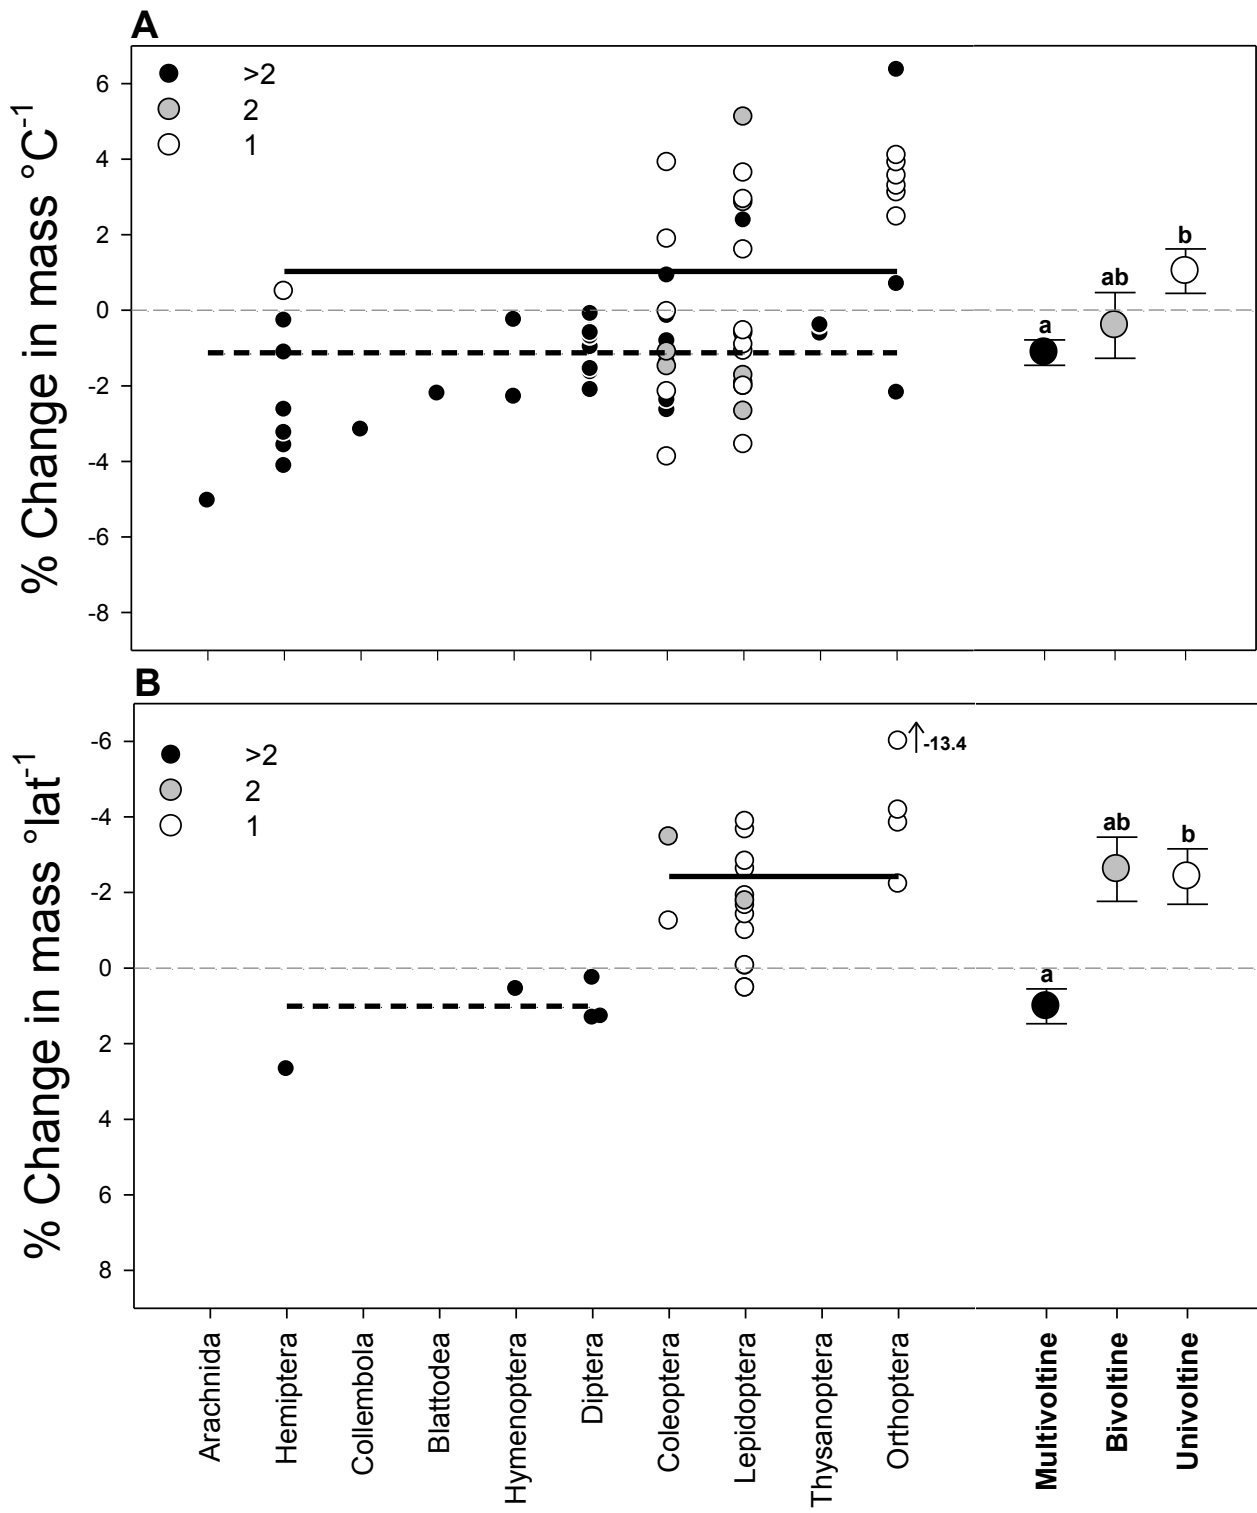 A
% Change in mass °C-1
6
4
2
0
-2
-4
-6
-8
>2
2
1
a
ab
b
B
% Change in mass °lat-1
-6
-4
-2
0
2
4
6
8
>2
2
1
-13.4
a
ab
b
Arachnida
Hemiptera
Collembola
Blattodea
Hymenoptera
Diptera
Coleoptera
Lepidoptera
Thysanoptera
Orthoptera
Multivoltine
Bivoltine
Univoltine